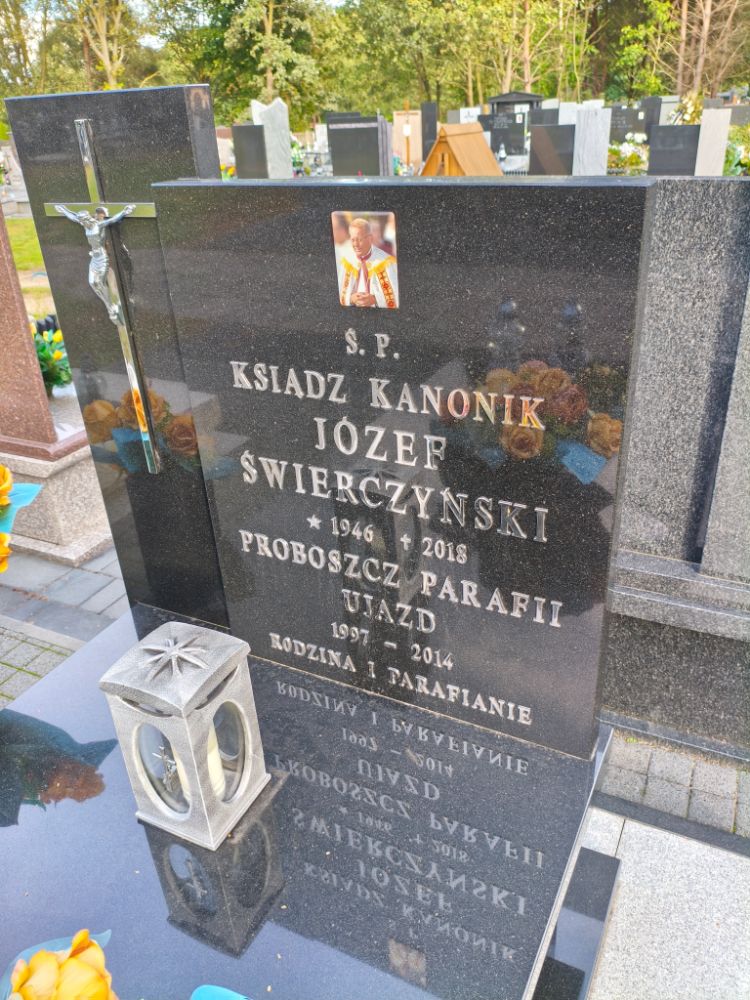 Ś. P.
KSIĄDZ KANONIK
JÓZEF
ŚWIERCZYŃSKI
* 1946 + 2018
PROBOSZCZ PARAFII
UJAZD
1997 – 2014
RODZINA I PARAFIANIE